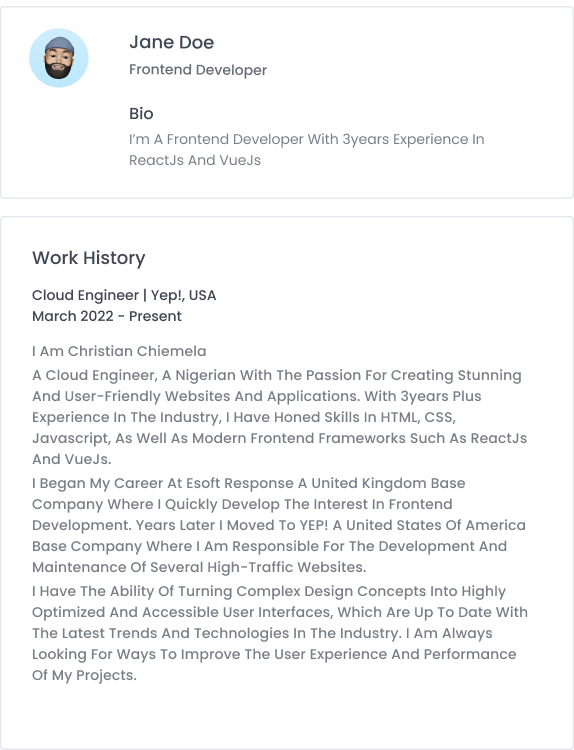 Jane Doe
Frontend Developer
Bio
I'm A Frontend Developer With 3years Experience In
ReactJs And VueJs
Work History
Cloud Engineer | Yep!, USA
March 2022 - Present
I Am Christian Chiemela
A Cloud Engineer, A Nigerian With The Passion For Creating Stunning
And User-Friendly Websites And Applications. With 3years Plus
Experience In The Industry, I Have Honed Skills In HTML, CSS,
Javascript, As Well As Modern Frontend Frameworks Such As ReactJs
And VueJs.
I Began My Career At Esoft Response A United Kingdom Base
Company Where I Quickly Develop The Interest In Frontend
Development. Years Later I Moved To YEP! A United States Of America
Base Company Where I Am Responsible For The Development And
Maintenance Of Several High-Traffic Websites.
I Have The Ability Of Turning Complex Design Concepts Into Highly
Optimized And Accessible User Interfaces, Which Are Up To Date With
The Latest Trends And Technologies In The Industry. I Am Always
Looking For Ways To Improve The User Experience And Performance
Of My Projects.